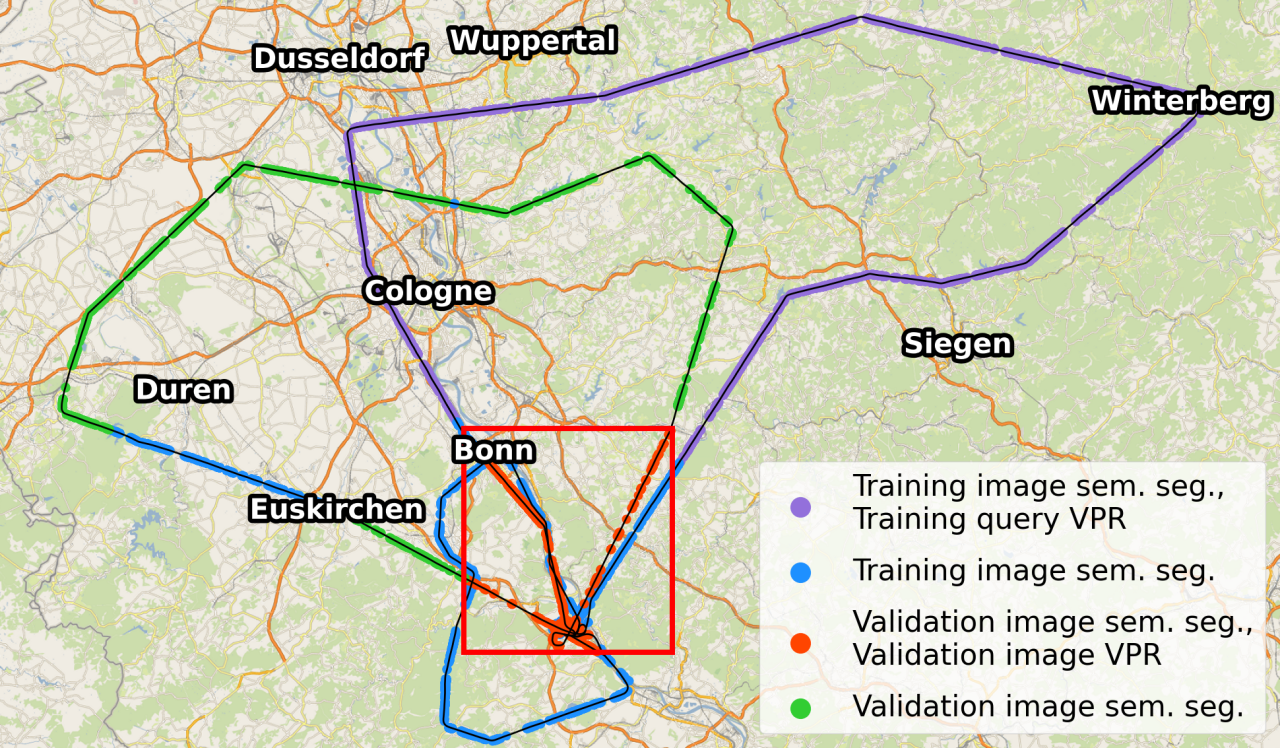 Wuppertal
Dusseldorf
Winterberg
Cologne
Siegen
Duren
Bonn
Euskirchen
Training image sem. seg.,
Training query VPR
Training image sem. seg.
Validation image sem. seg.,
Validation image VPR
Validation image sem. seg.